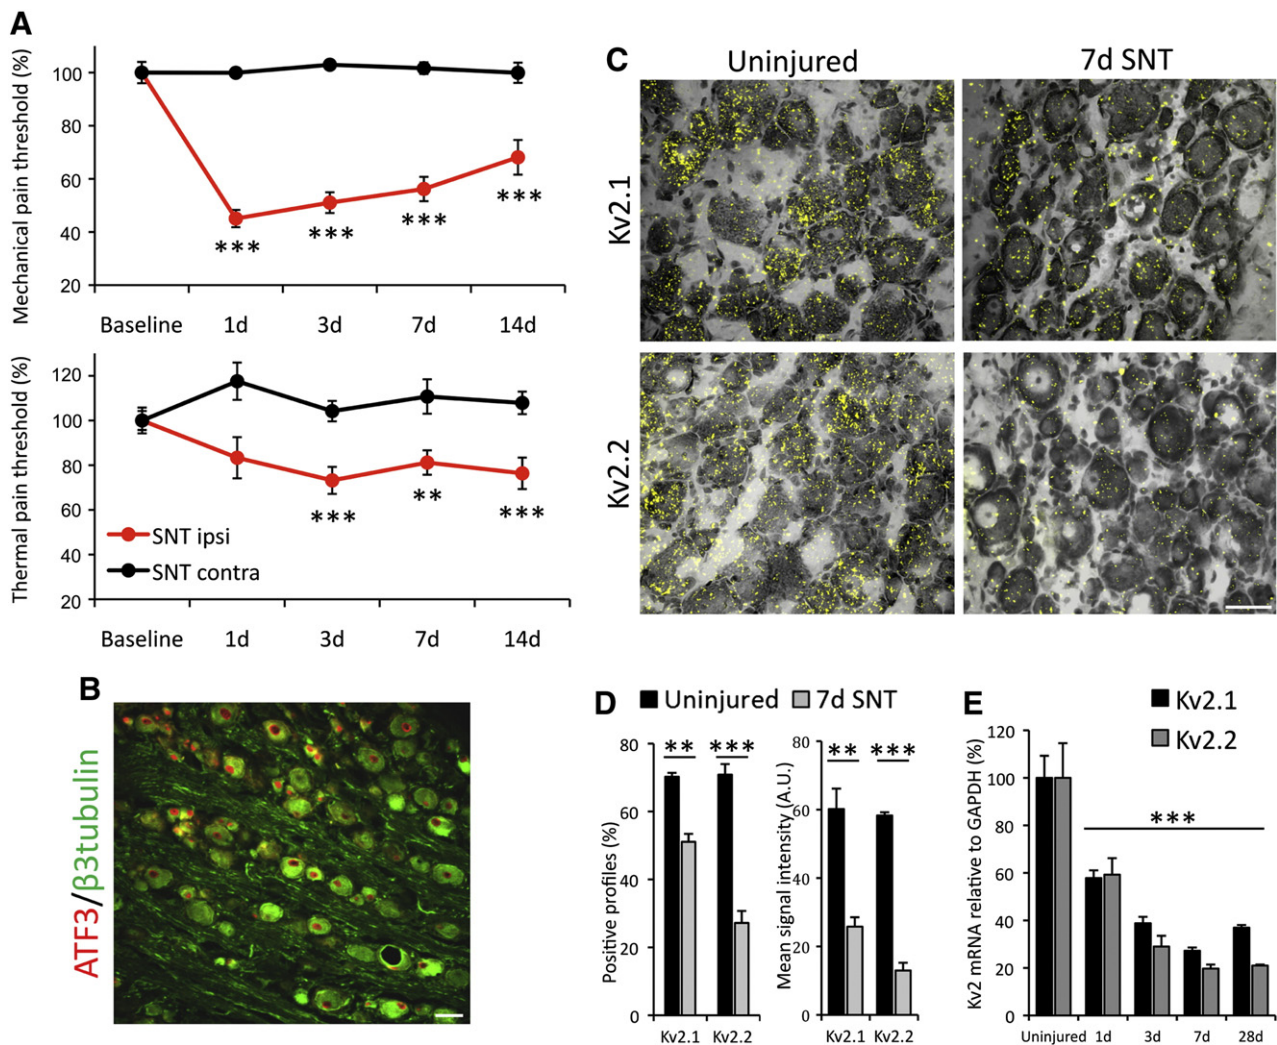 A
Mechanical pain threshold (%)
100
80
60
40
20
***
***
***
***
Baseline 1d 3d 7d 14d
Thermal pain threshold (%)
120
100
80
60
40
20
***
**
***
SNT ipsi
SNT contra
Baseline 1d 3d 7d 14d
B
ATF3/β3tubulin
C
Uninjured 7d SNT
Kv2.1
Kv2.2
D
Uninjured 7d SNT
Positive profiles (%)
80
60
40
20
0
** ***
Kv2.1 Kv2.2
Mean signal intensity (A.U.)
80
60
40
20
0
** ***
Kv2.1 Kv2.2
E
Kv2.1
Kv2.2
Kv2 mRNA relative to GAPDH (%)
120
100
80
60
40
20
0
***
Uninjured 1d 3d 7d 28d